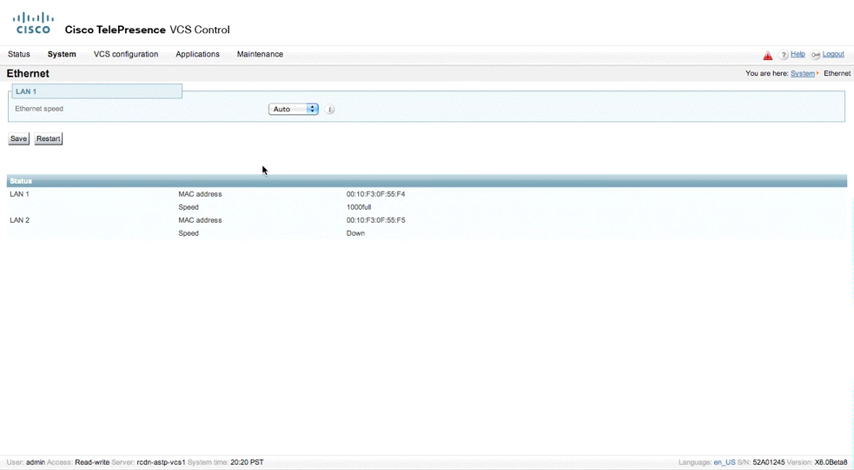 CISCO
Cisco TelePresence VCS Control
Status System VCS configuration Applications Maintenance Help Logout
Ethernet You are here: System Ethernet
LAN 1
Ethernet speed Auto
Save Restart
Status
LAN 1 MAC address 00:10:F3:0F:55:F4
Speed 1000full
LAN 2 MAC address 00:10:F3:0F:55:F5
Speed Down
User: admin Access: Read-write Server: rcdn-astp-vcs1 System time: 20:20 PST Language: en_US S/N: 52A01245 Version: X6.0Beta8